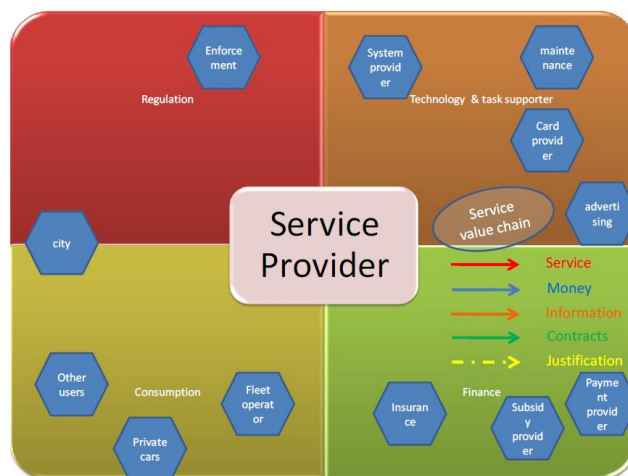 Enforce
ment
Regulation
System
provid
er
mainte
nance
Technology & task supporter
Card
provid
er
city
Service
Provider
Service
value chain
adverti
sing
Service
Money
Information
Contracts
Justification
Other
users
Consumption
Private
cars
Fleet
operat
or
Insuran
ce
Finance
Subsid
y
provid
er
Payme
nt
provid
er